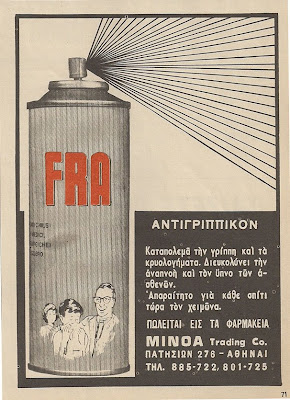 FRA
ΑΝΤΙΓΡΙΠΠΙΚΟΝ
Καταπολεμᾶ τὴν γρίππη καὶ τὰ
κρυολογήματα. Διευκολύνει τὴν
ἀναπνοὴ καὶ τὸν ὕπνο τῶν ἀ-
σθενῶν.
Ἀπαραίτητο γιὰ κάθε σπίτι
τώρα τὸν χειμῶνα.
ΠΩΛΕΙΤΑΙ ΕΙΣ ΤΑ ΦΑΡΜΑΚΕΙΑ
MINOA Trading Co.
ΠΑΤΗΣΙΩΝ 276 - ΑΘΗΝΑΙ
ΤΗΛ. 885-722, 801-725
71